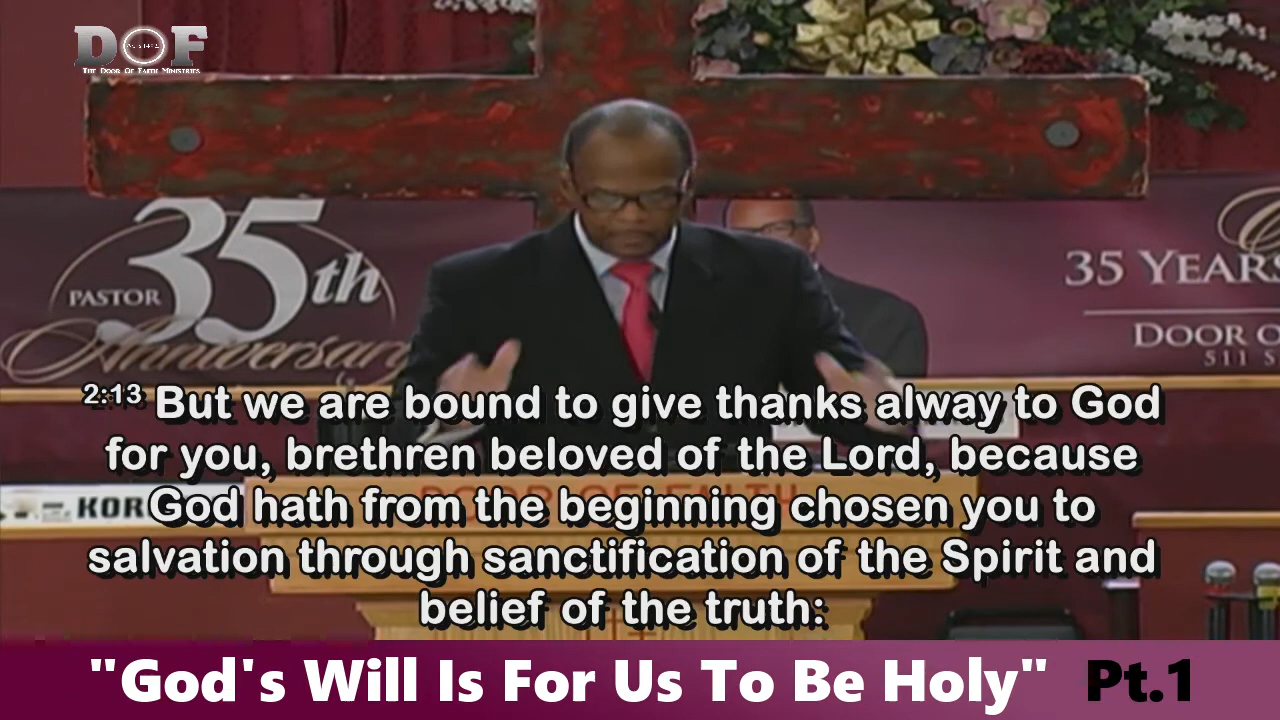 DOF
THE DOOR OF FAITH MINISTRIES
35th
PASTOR
Anniversary
35 YEARS
DOOR O
511 S
2:13 But we are bound to give thanks alway to God
for you, brethren beloved of the Lord, because
God hath from the beginning chosen you to
salvation through sanctification of the Spirit and
belief of the truth:
KOR
DOOR OF FAITH
"God's Will Is For Us To Be Holy" Pt.1